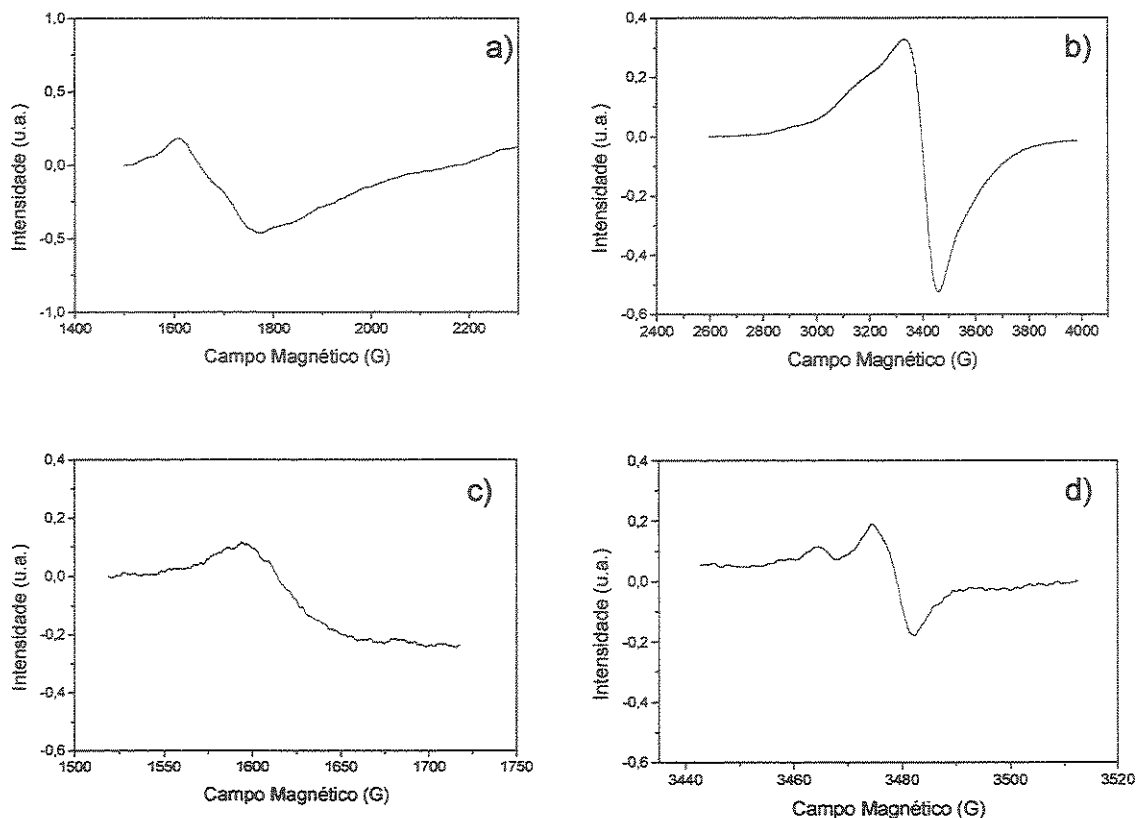 a)
1,0
0,5
0,0
-0,5
-1,0
Intensidade (u.a.)
1400 1600 1800 2000 2200
Campo Magnético (G)
b)
0,4
0,2
0,0
-0,2
-0,4
-0,6
Intensidade (u.a.)
2400 2600 2800 3000 3200 3400 3600 3800 4000
Campo Magnético (G)
c)
0,4
0,2
0,0
-0,2
-0,4
-0,6
Intensidade (u.a.)
1500 1550 1600 1650 1700 1750
Campo Magnético (G)
d)
0,4
0,2
0,0
-0,2
-0,4
-0,6
Intensidade (u.a.)
3440 3460 3480 3500 3520
Campo Magnético (G)